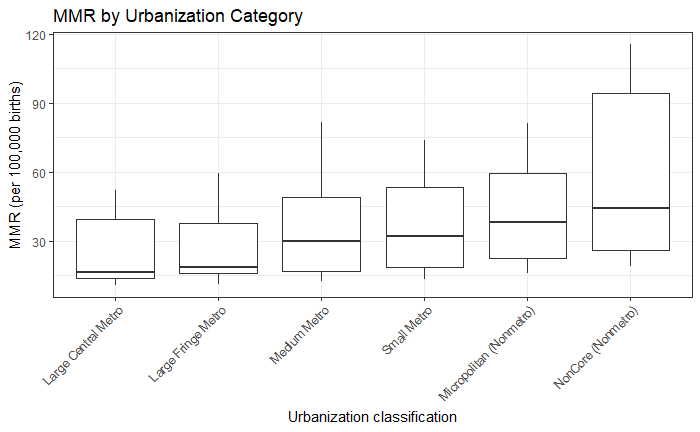 MMR by Urbanization Category
MMR (per 100,000 births)
120
90
60
30
Large Central Metro
Large Fringe Metro
Medium Metro
Small Metro
Micropolitan (Nonmetro)
NonCore (Nonmetro)
Urbanization classification